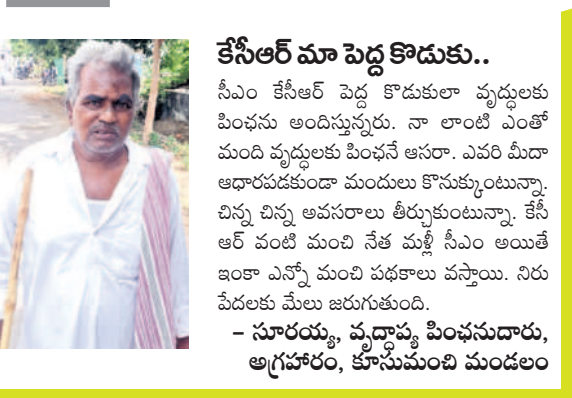 కేసీఆర్ మా పెద్ద కొడుకు..
సీఎం కేసీఆర్ పెద్ద కొడుకులా వృద్ధులకు
పింఛను అందిస్తున్నరు. నా లాంటి ఎంతో
మంది వృద్ధులకు పింఛనే ఆసరా. ఎవరి మీదా
ఆధారపడకుండా మందులు కొనుక్కుంటున్నా.
చిన్న చిన్న అవసరాలు తీర్చుకుంటున్నా. కేసీ
ఆర్ వంటి మంచి నేత మళ్లీ సీఎం అయితే
ఇంకా ఎన్నో మంచి పథకాలు వస్తాయి. నిరు
పేదలకు మేలు జరుగుతుంది.
– సూరయ్య, వృద్ధాప్య పింఛనుదారు,
అగ్రహారం, కూసుమంచి మండలం